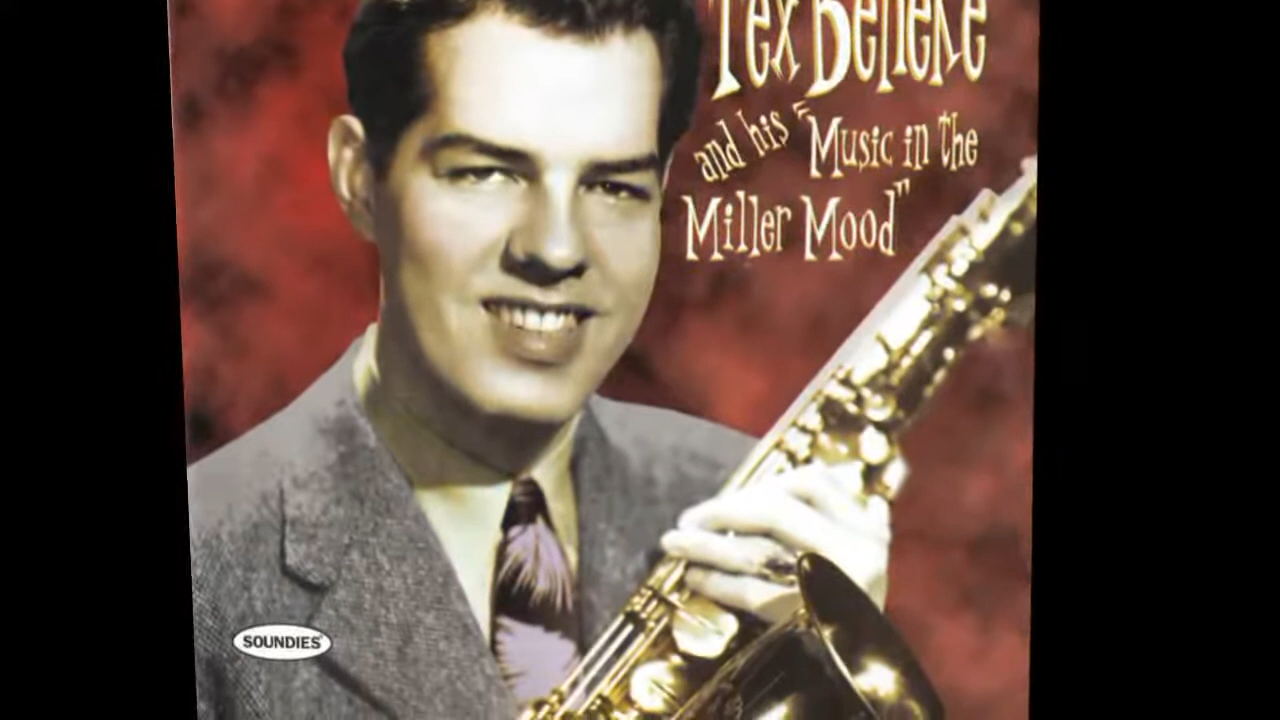 Tex Beneke
and his "Music in the
Miller Mood"
SOUNDIES